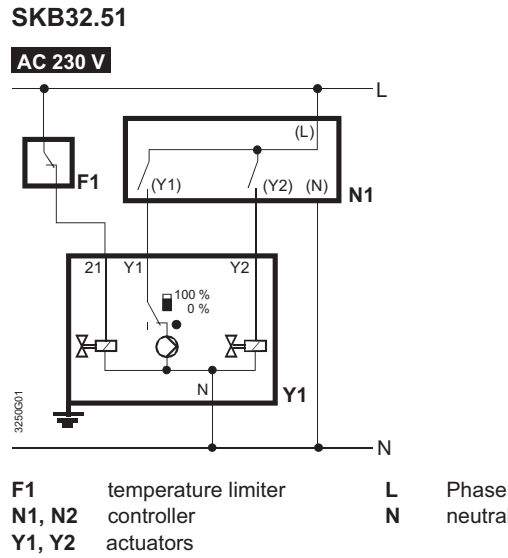 SKB32.51
AC 230 V
L
(L)
F1
(Y1)
(Y2)
(N)
N1
21
Y1
Y2
100 %
0 %
N
Y1
3250G01
N
F1 temperature limiter L Phase
N1, N2 controller N neutral
Y1, Y2 actuators